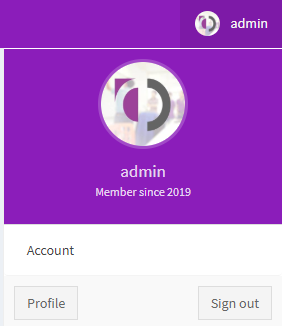 admin
admin
Member since 2019
Account
Profile
Sign out